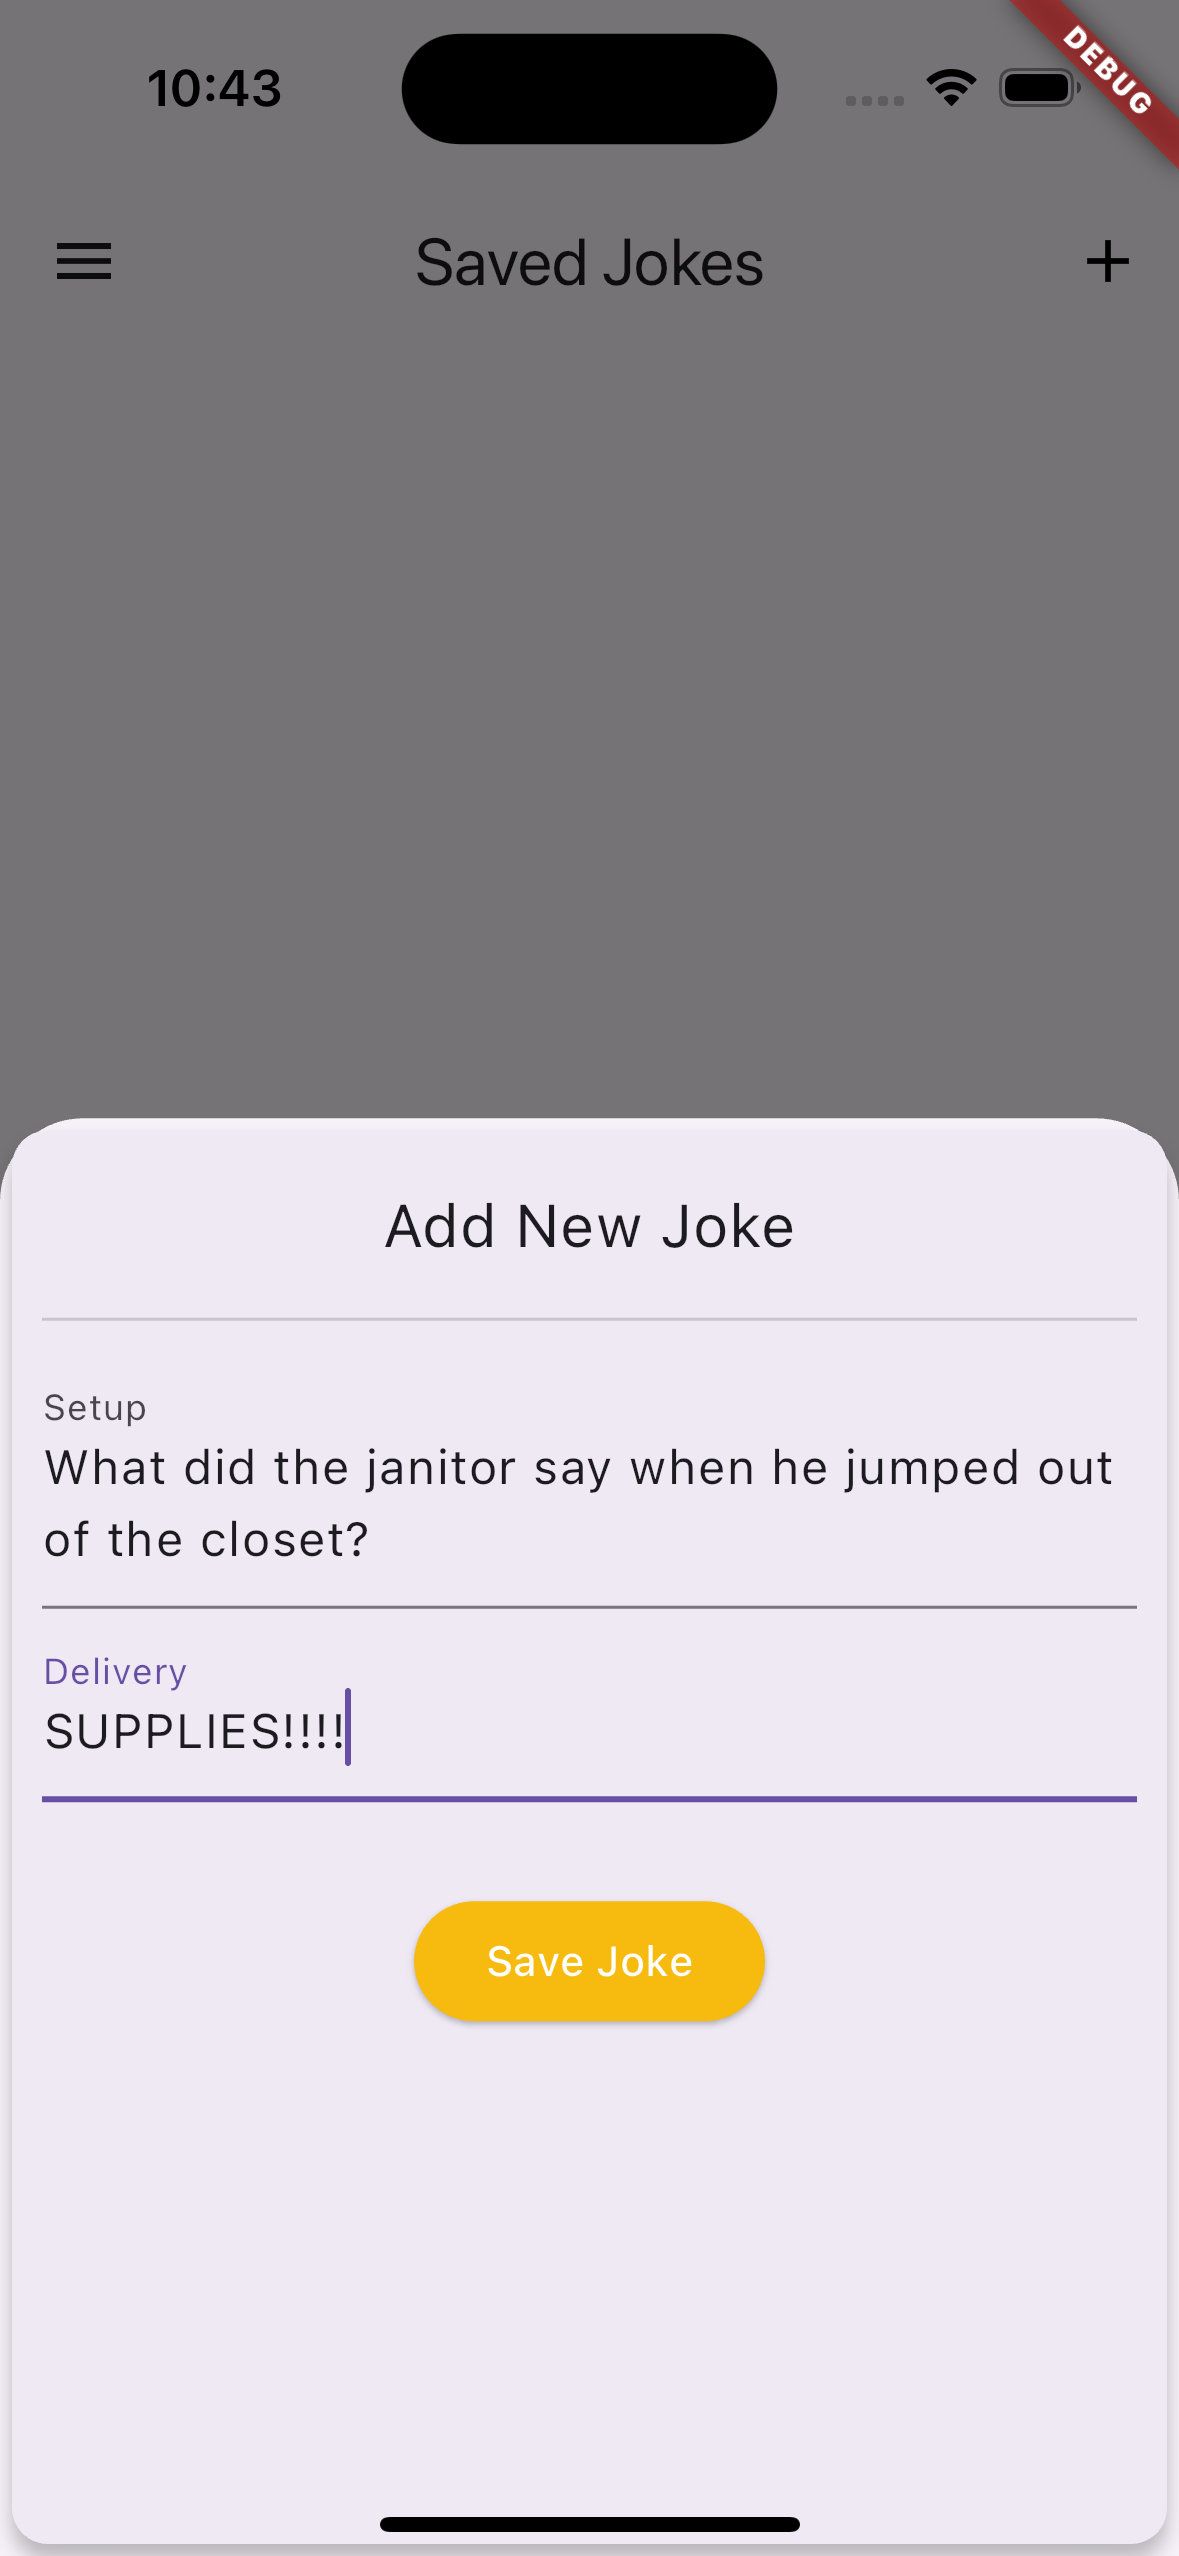 10:43
DEBUG
Saved Jokes
Add New Joke
Setup
What did the janitor say when he jumped out
of the closet?
Delivery
SUPPLIES!!!!
Save Joke